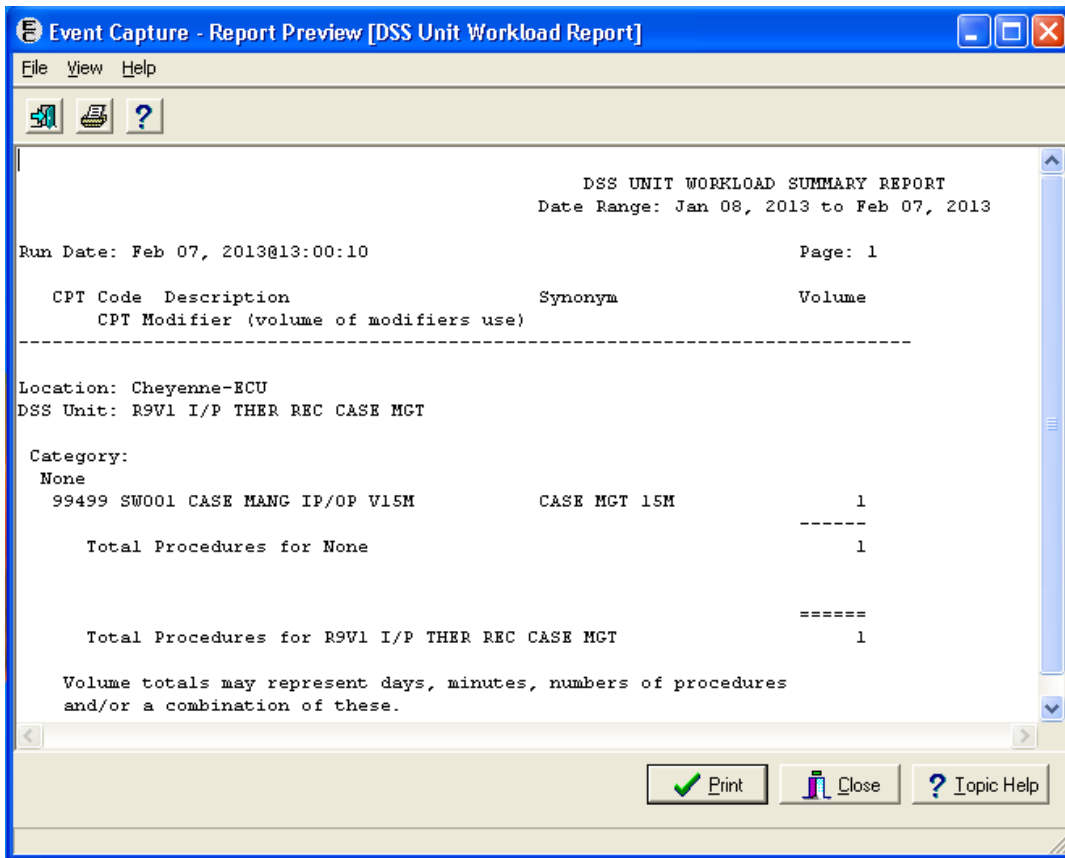 Event Capture - Report Preview [DSS Unit Workload Report]
File View Help
?
DSS UNIT WORKLOAD SUMMARY REPORT
Date Range: Jan 08, 2013 to Feb 07, 2013
Run Date: Feb 07, 2013@13:00:10 Page: 1
CPT Code Description Synonym Volume
CPT Modifier (volume of modifiers use)
-------------------------------------------------------------------------------
Location: Cheyenne-ECU
DSS Unit: R9V1 I/P THER REC CASE MGT
Category:
None
99499 SW001 CASE MANG IP/OP V15M CASE MGT 15M 1
------
Total Procedures for None 1
======
Total Procedures for R9V1 I/P THER REC CASE MGT 1
Volume totals may represent days, minutes, numbers of procedures
and/or a combination of these.
Print Close ? Topic Help